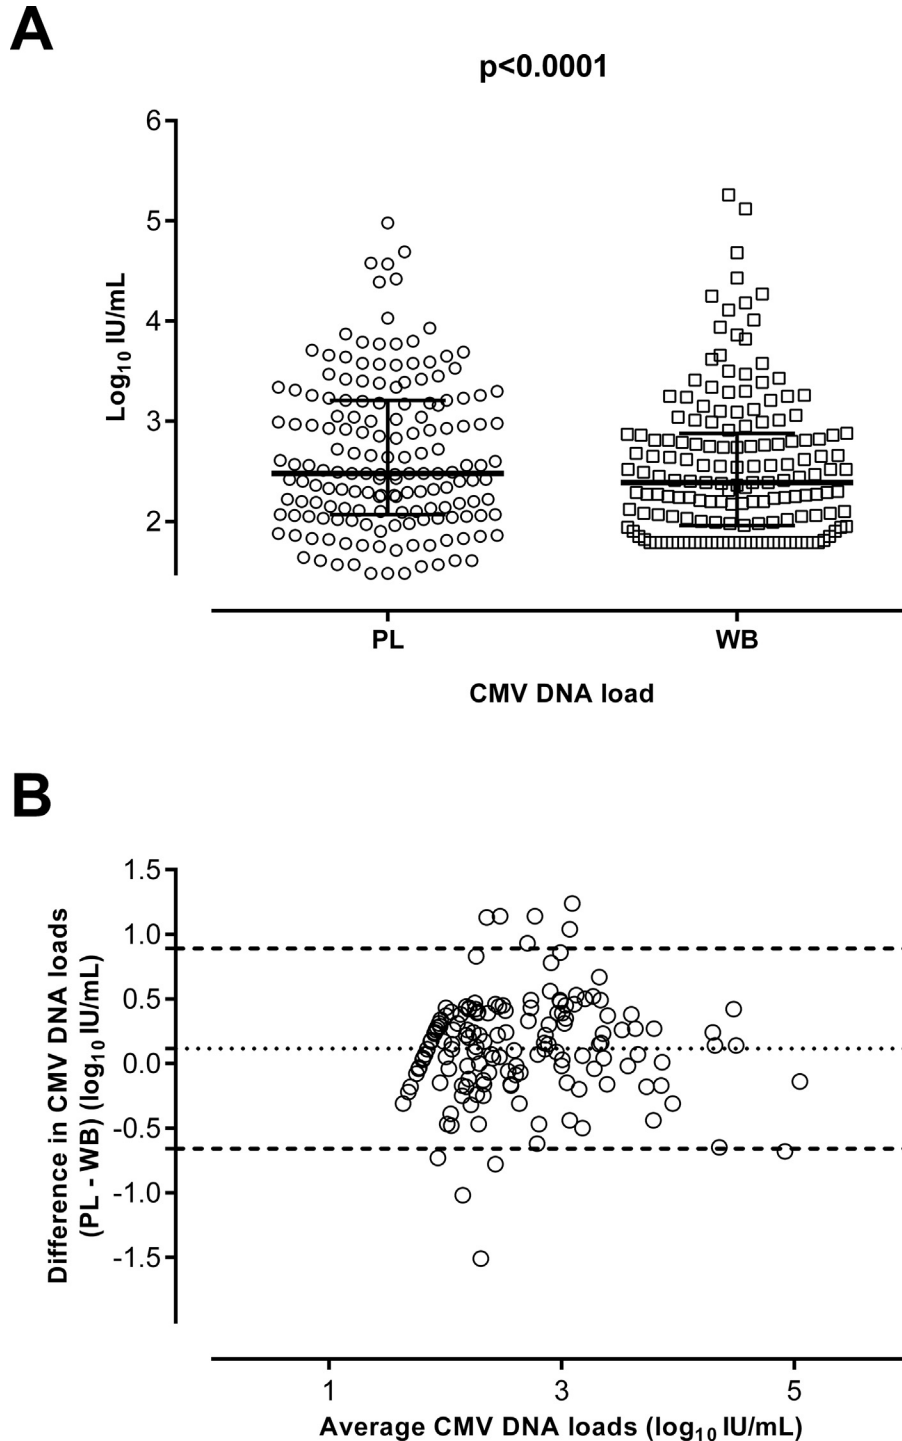 A
p<0.0001
Log10 IU/mL
6
5
4
3
2
PL
WB
CMV DNA load
B
Difference in CMV DNA loads
(PL - WB) (log10 IU/mL)
1.5
1.0
0.5
0.0
-0.5
-1.0
-1.5
1
3
5
Average CMV DNA loads (log10 IU/mL)